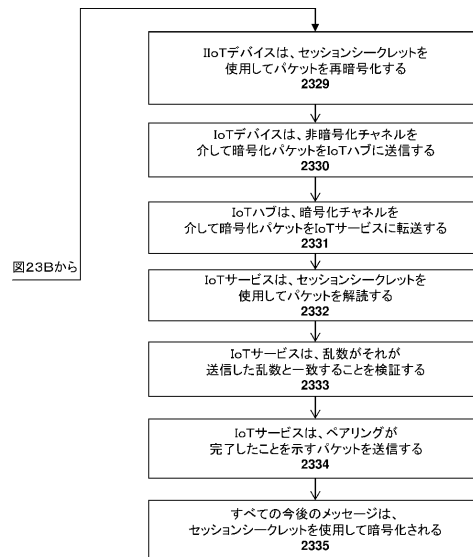 IIoTデバイスは、セッションシークレットを
使用してパケットを再暗号化する
2329
IoTデバイスは、非暗号化チャネルを
介して暗号化パケットをIoTハブに送信する
2330
IoTハブは、暗号化チャネルを
介して暗号化パケットをIoTサービスに転送する
2331
図23Bから
IoTサービスは、セッションシークレットを
使用してパケットを解読する
2332
IoTサービスは、乱数がそれが
送信した乱数と一致することを検証する
2333
IoTサービスは、ペアリングが
完了したことを示すパケットを送信する
2334
すべての今後のメッセージは、
セッションシークレットを使用して暗号化される
2335